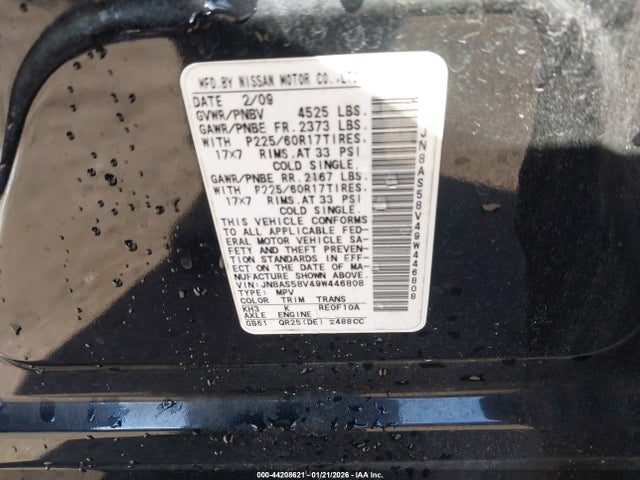 MFD.BY NISSAN MOTOR CO.,LTD.
DATE 2/09
GVWR/PNBV 4525 LBS.
GAWR/PNBE FR. 2373 LBS.
WITH P225/60R17TIRES.
17X7 RIMS.AT 33 PSI
COLD SINGLE.
GAWR/PNBE RR. 2167 LBS.
WITH P225/60R17TIRES.
17X7 RIMS.AT 33 PSI
COLD SINGLE.
THIS VEHICLE CONFORMS
TO ALL APPLICABLE FED-
ERAL MOTOR VEHICLE SA-
FETY AND THEFT PREVEN-
TION STANDARDS IN EFF-
ECT ON THE DATE OF MA-
NUFACTURE SHOWN ABOVE.
VIN: JN8AS58V49W446808
TYPE: MPV
COLOR TRIM TRANS
KH3 K RE0F10A
AXLE ENGINE
GB61 QR25(DE) 2488CC
JN8AS58V49W446808
000-44208621 - 01/21/2026 - IAA Inc.